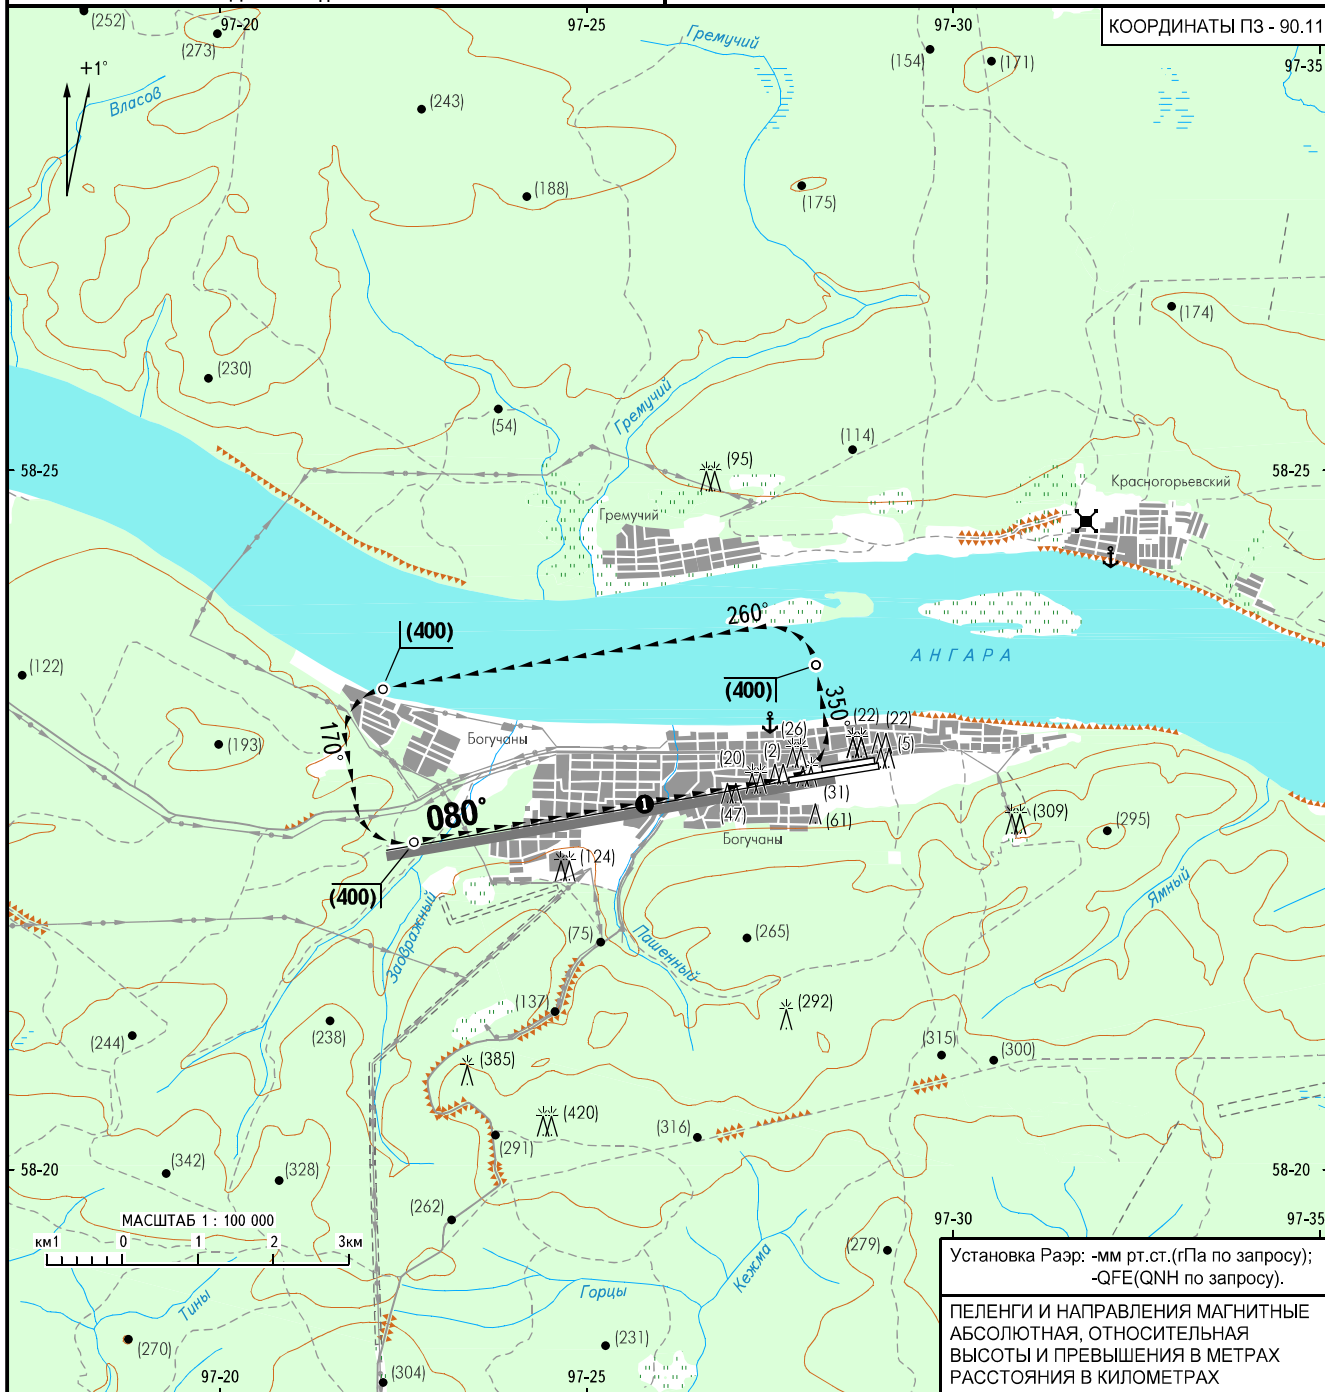 (252)
97-20
97-25
97-30
КООРДИНАТЫ ПЗ - 90.11
(273)
Гремучий
(154)
(171)
97-35
+1°
Власов
(243)
(188)
(175)
(174)
(230)
(54)
Гремучий
(114)
58-25
(95)
58-25
Красногорьевский
Гремучий
260°
(400)
АНГАРА
(122)
(400)
350°
170°
(193)
Богучаны
(26)
(22)
(22)
(20)
(2)
(5)
(31)
080°
1
(47)
(61)
(309)
(295)
Богучаны
(124)
(400)
Ямный
Заовражный
(75)
Пашенный
(265)
(137)
(292)
(244)
(238)
(315)
(300)
(385)
(420)
(316)
(291)
58-20
(342)
(328)
58-20
МАСШТАБ 1 : 100 000
(262)
97-30
97-35
км1 0 1 2 3км
(279)
Установка Раэр: -мм рт.ст.(гПа по запросу);
-QFE(QNH по запросу).
Кежма
Горцы
Тины
ПЕЛЕНГИ И НАПРАВЛЕНИЯ МАГНИТНЫЕ
АБСОЛЮТНАЯ, ОТНОСИТЕЛЬНАЯ
ВЫСОТЫ И ПРЕВЫШЕНИЯ В МЕТРАХ
РАССТОЯНИЯ В КИЛОМЕТРАХ
(270)
(231)
97-20
(304)
97-25